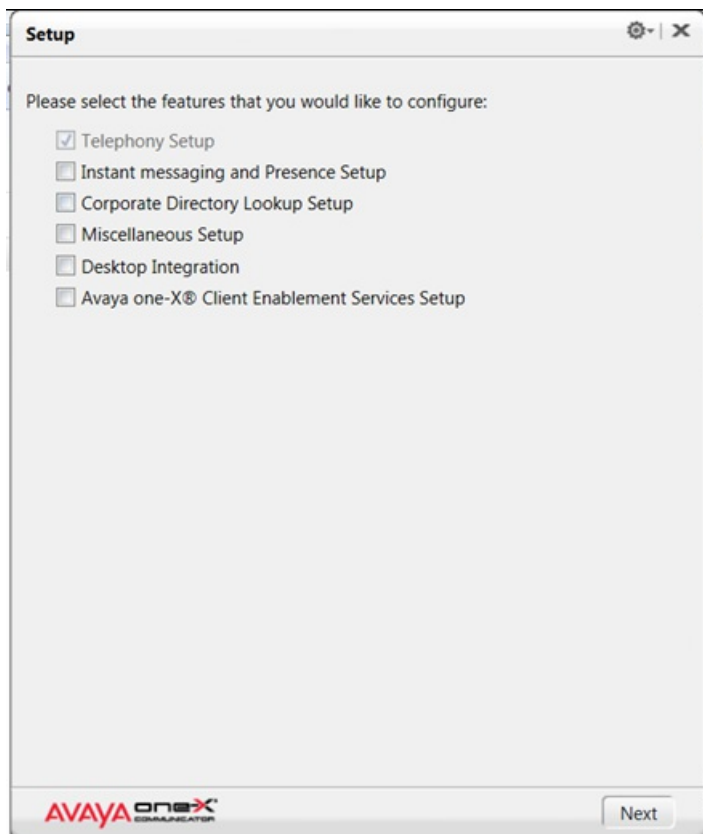 Setup
Please select the features that you would like to configure:
Telephony Setup
Instant messaging and Presence Setup
Corporate Directory Lookup Setup
Miscellaneous Setup
Desktop Integration
Avaya one-X® Client Enablement Services Setup
AVAYA one-X®
COMMUNICATOR
Next